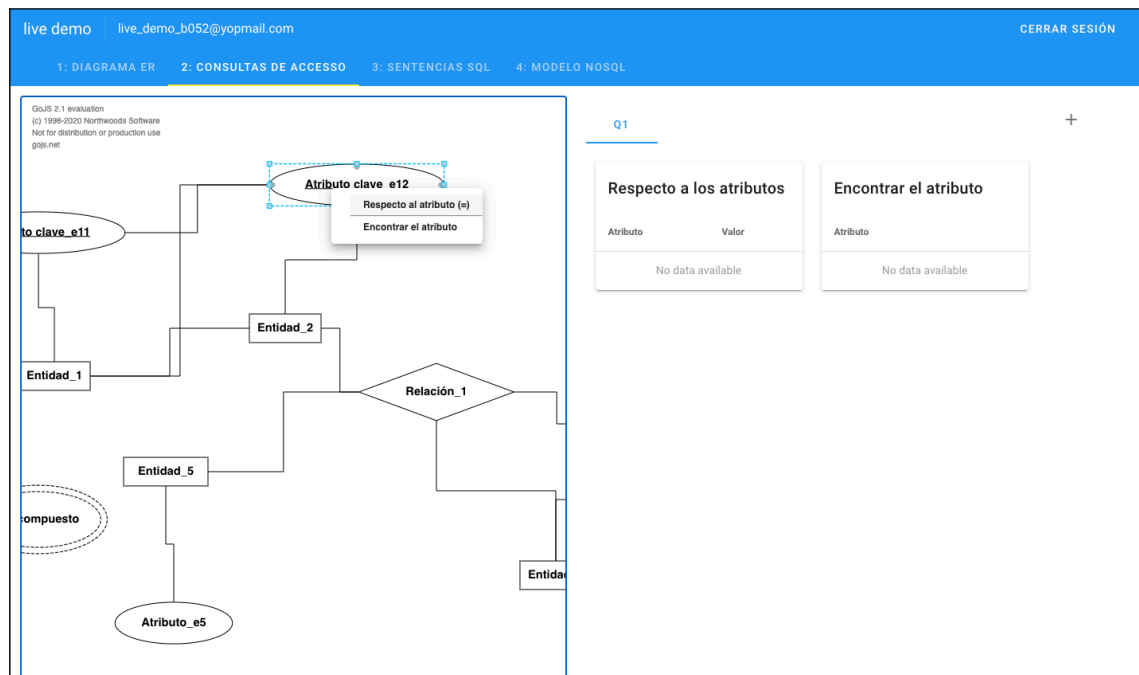 live demo live_demo_b052@yopmail.com CERRAR SESIÓN
1: DIAGRAMA ER 2: CONSULTAS DE ACCESSO 3: SENTENCIAS SQL 4: MODELO NOSQL
GoJS 2.1 evaluation
(c) 1998-2020 Northwoods Software
Not for distribution or production use
gojs.net
Atributo clave_e12
Respecto al atributo (=)
Encontrar el atributo
to clave_e11
Entidad_2
Entidad_1
Relación_1
Entidad_5
compuesto
Entida
Atributo_e5
Q1 +
Respecto a los atributos
Atributo Valor
No data available
Encontrar el atributo
Atributo
No data available